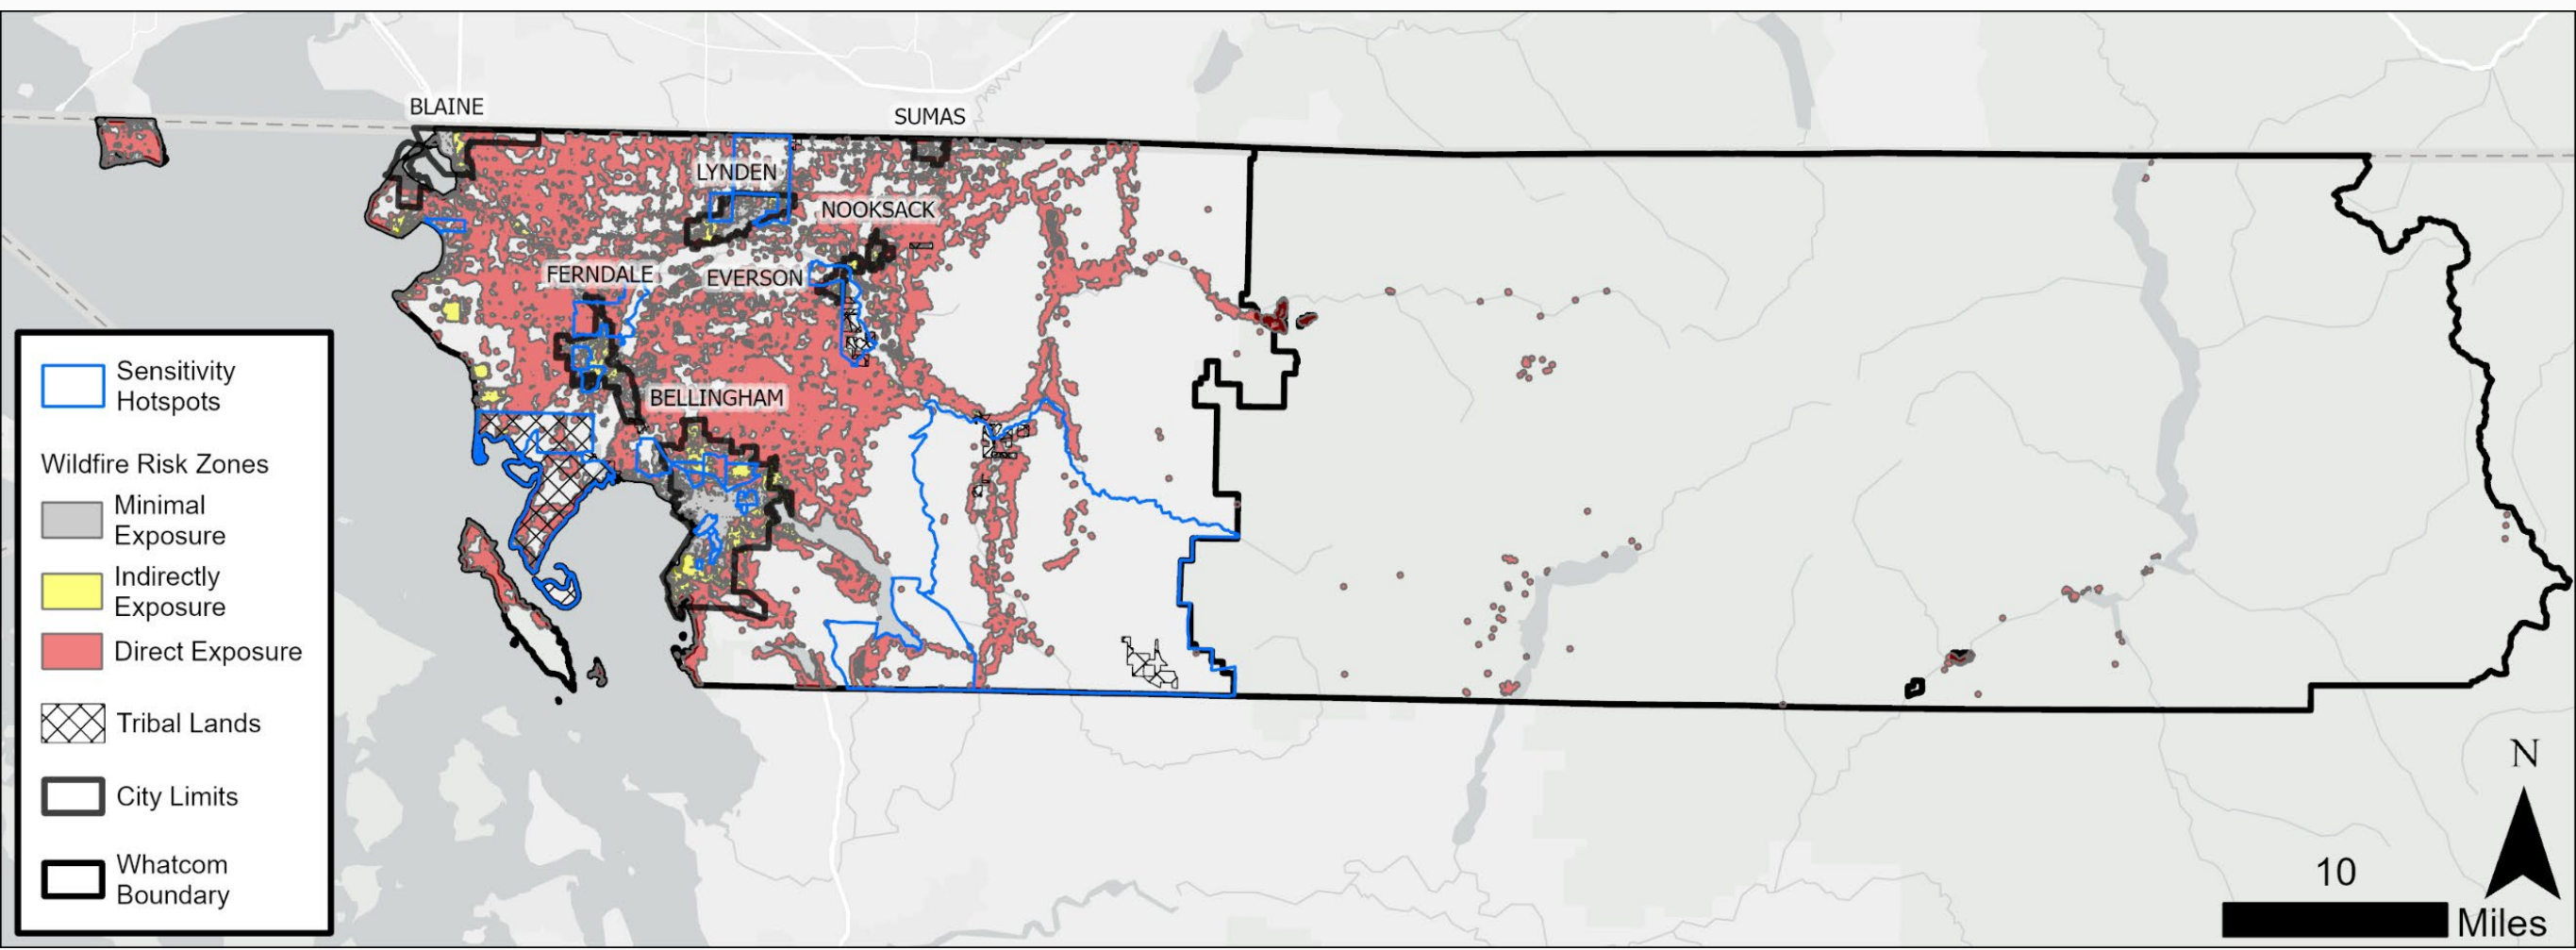 BLAINE
SUMAS
LYNDEN
NOOKSACK
FERNDALE
EVERSON
BELLINGHAM
Sensitivity
Hotspots
Wildfire Risk Zones
Minimal
Exposure
Indirectly
Exposure
Direct Exposure
Tribal Lands
City Limits
Whatcom
Boundary
N
10
Miles